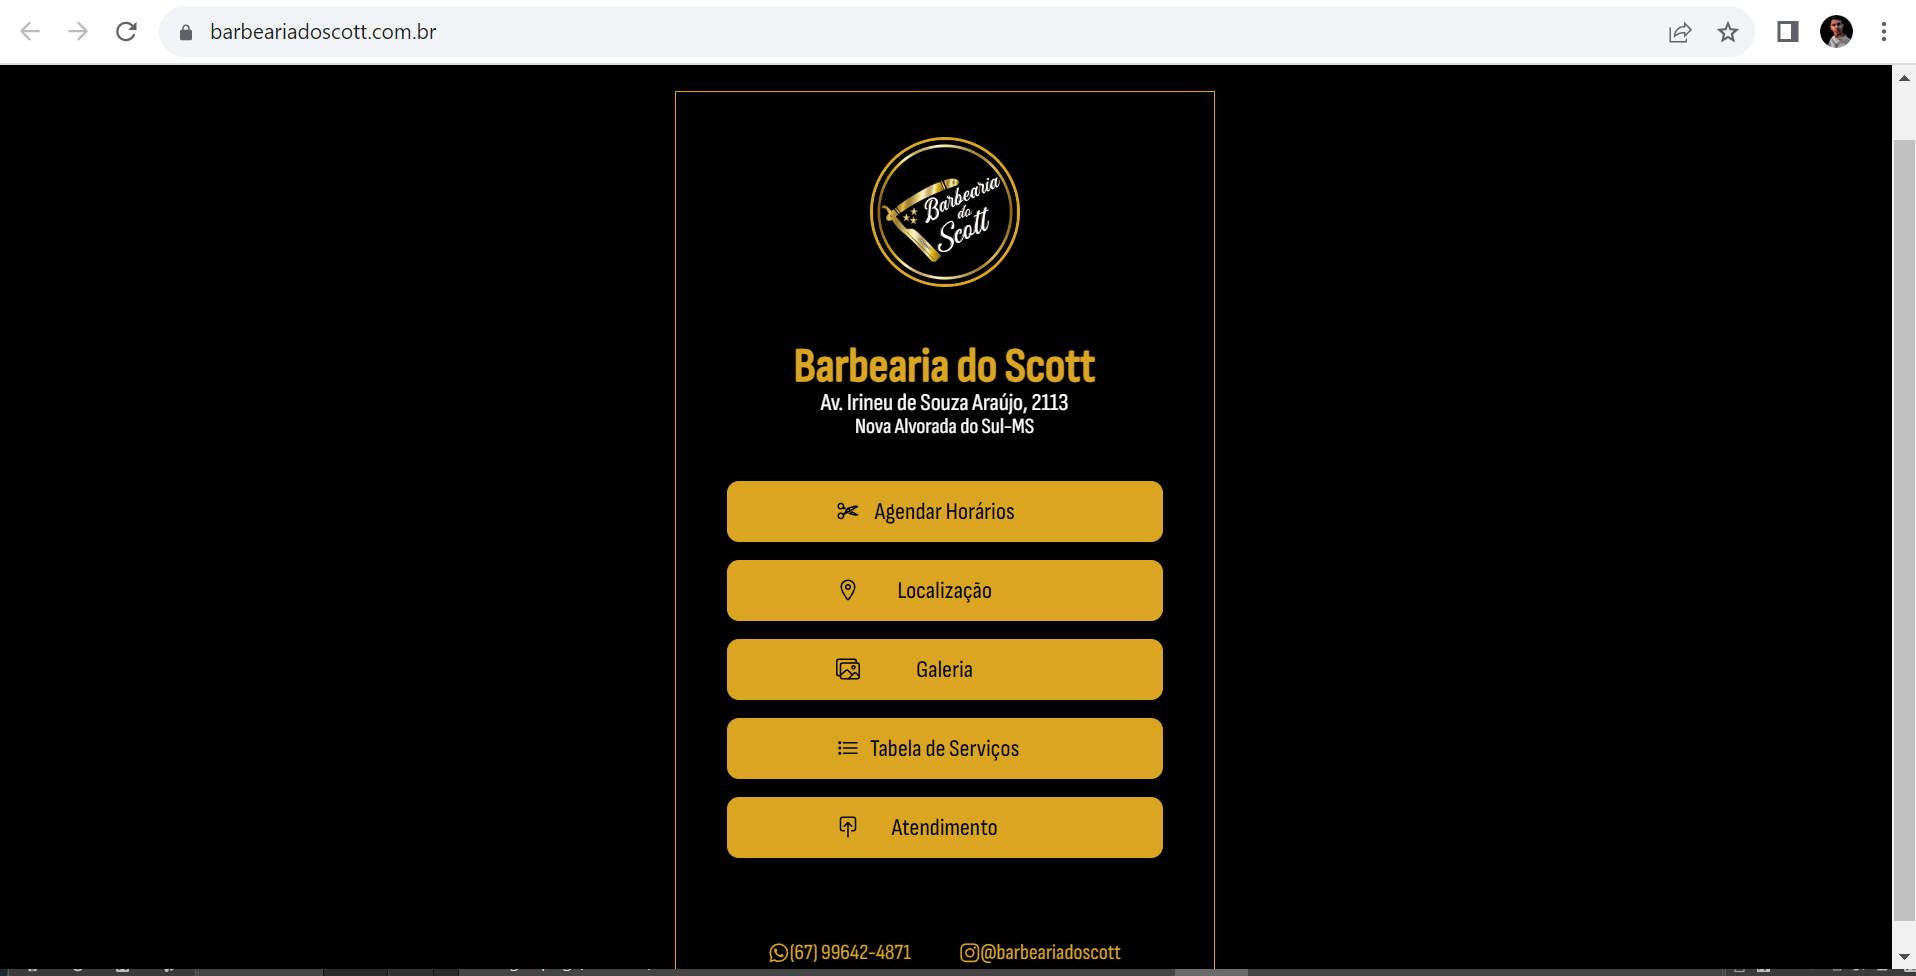 barbeariadoscott.com.br
Barbearia
do
Scott
Barbearia do Scott
Av. Irineu de Souza Araújo, 2113
Nova Alvorada do Sul-MS
Agendar Horários
Localização
Galeria
Tabela de Serviços
Atendimento
(67) 99642-4871 @barbeariadoscott